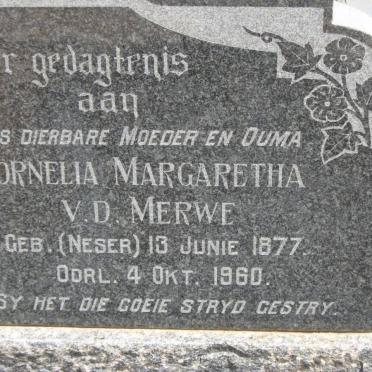 r gedagtenis
aan
s dierbare Moeder en Ouma
ornelia Margaretha
v.d. Merwe
Geb. (Neser) 13 Junie 1877.
Oorl. 4 Okt. 1960.
sy het die goeie stryd gestry.